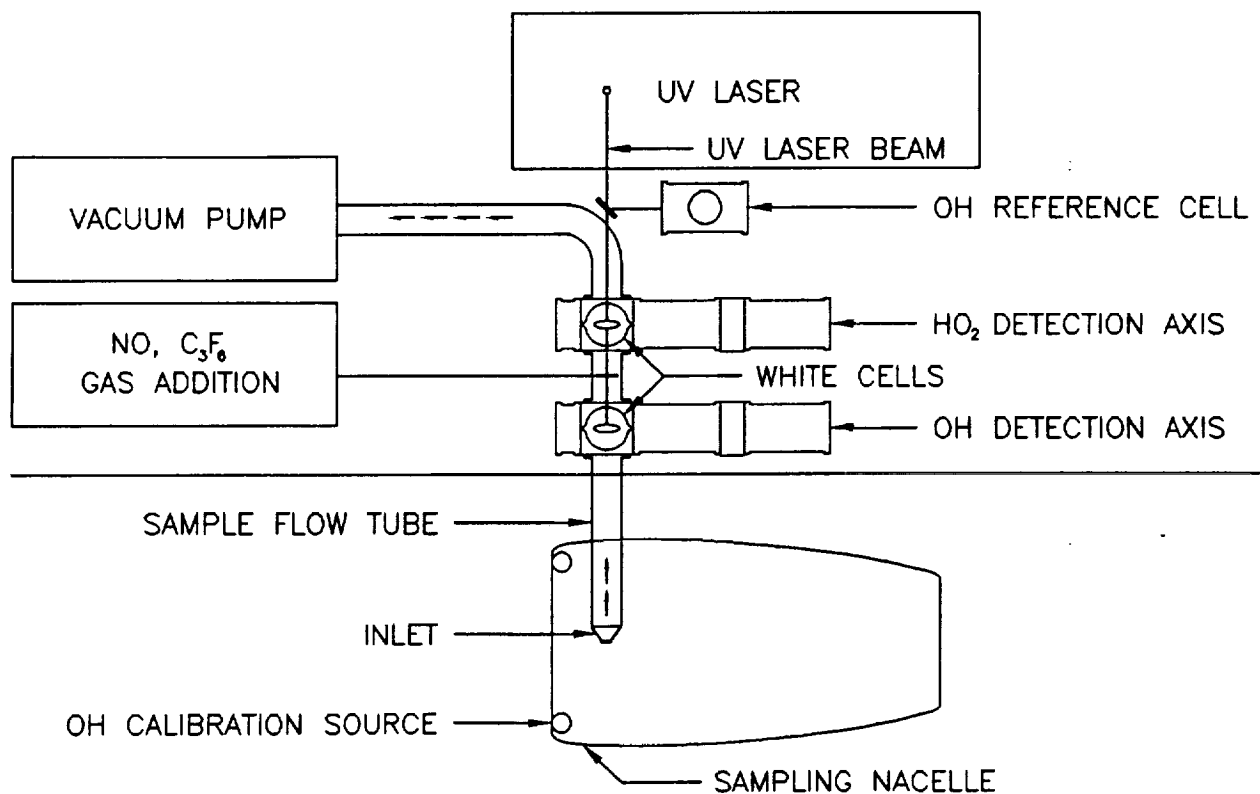 UV LASER
UV LASER BEAM
VACUUM PUMP
OH REFERENCE CELL
NO, C₃F₆
GAS ADDITION
HO₂ DETECTION AXIS
WHITE CELLS
OH DETECTION AXIS
SAMPLE FLOW TUBE
INLET
OH CALIBRATION SOURCE
SAMPLING NACELLE